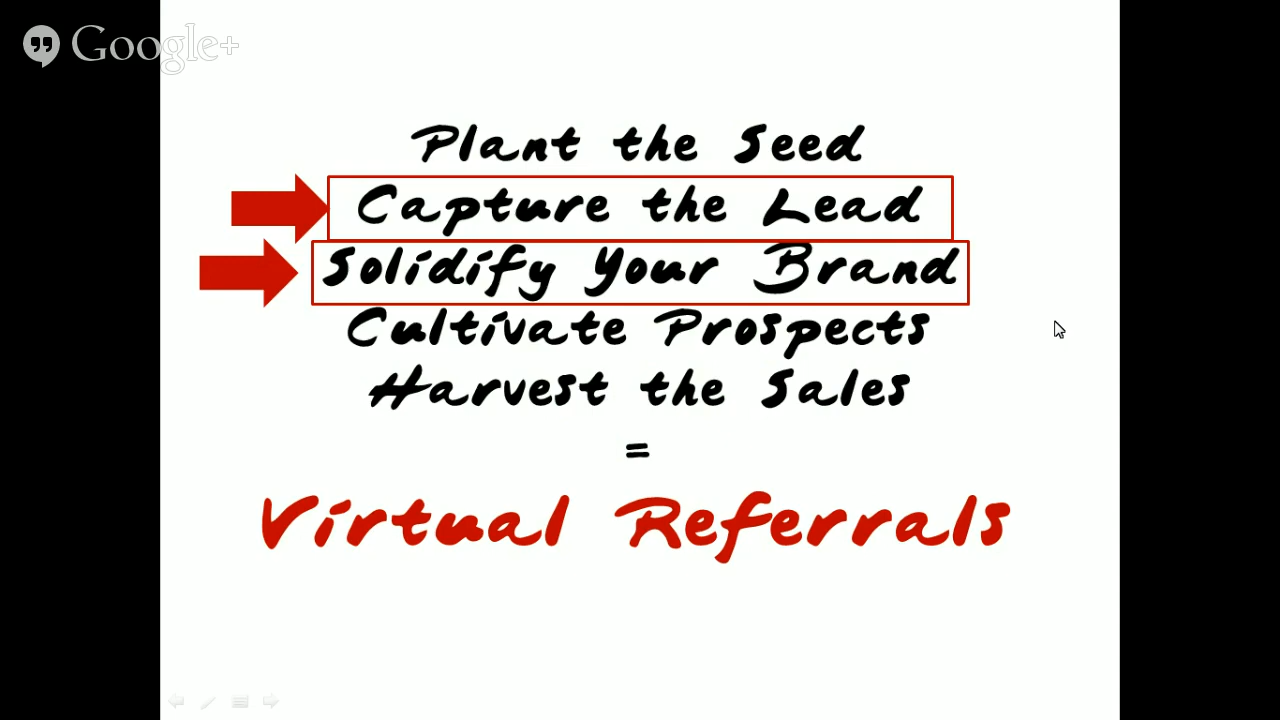 Google+
Plant the Seed
Capture the Lead
Solidify Your Brand
Cultivate Prospects
Harvest the Sales
=
Virtual Referrals